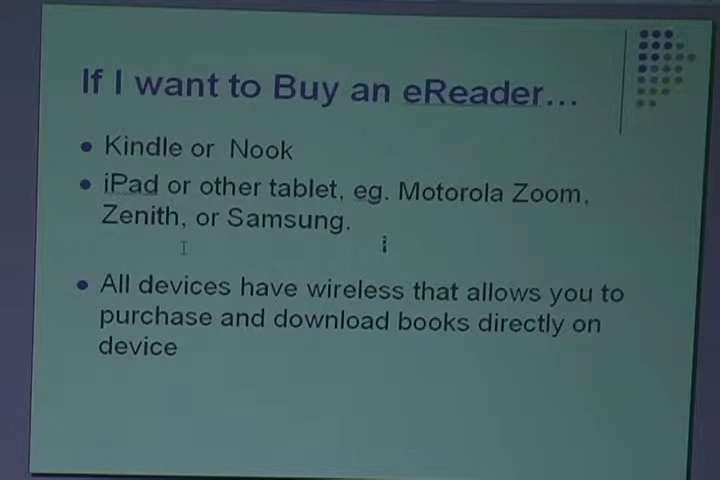 If I want to Buy an eReader...
Kindle or Nook
iPad or other tablet, eg. Motorola Zoom,
Zenith, or Samsung.
All devices have wireless that allows you to
purchase and download books directly on
device